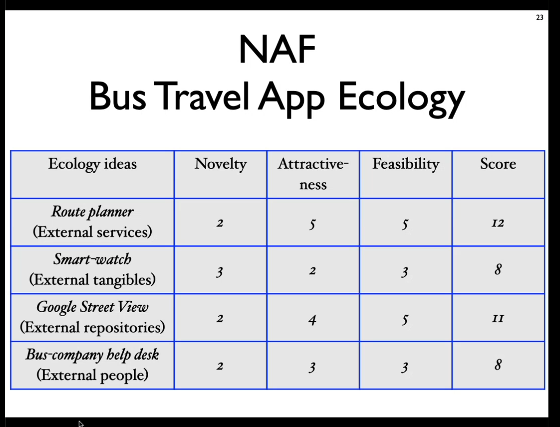 23
NAF
Bus Travel App Ecology
Ecology ideas Novelty Attractive- Feasibility Score
ness
Route planner
(External services) 2 5 5 12
Smart-watch
(External tangibles) 3 2 3 8
Google Street View
(External repositories) 2 4 5 11
Bus-company help desk
(External people) 2 3 3 8